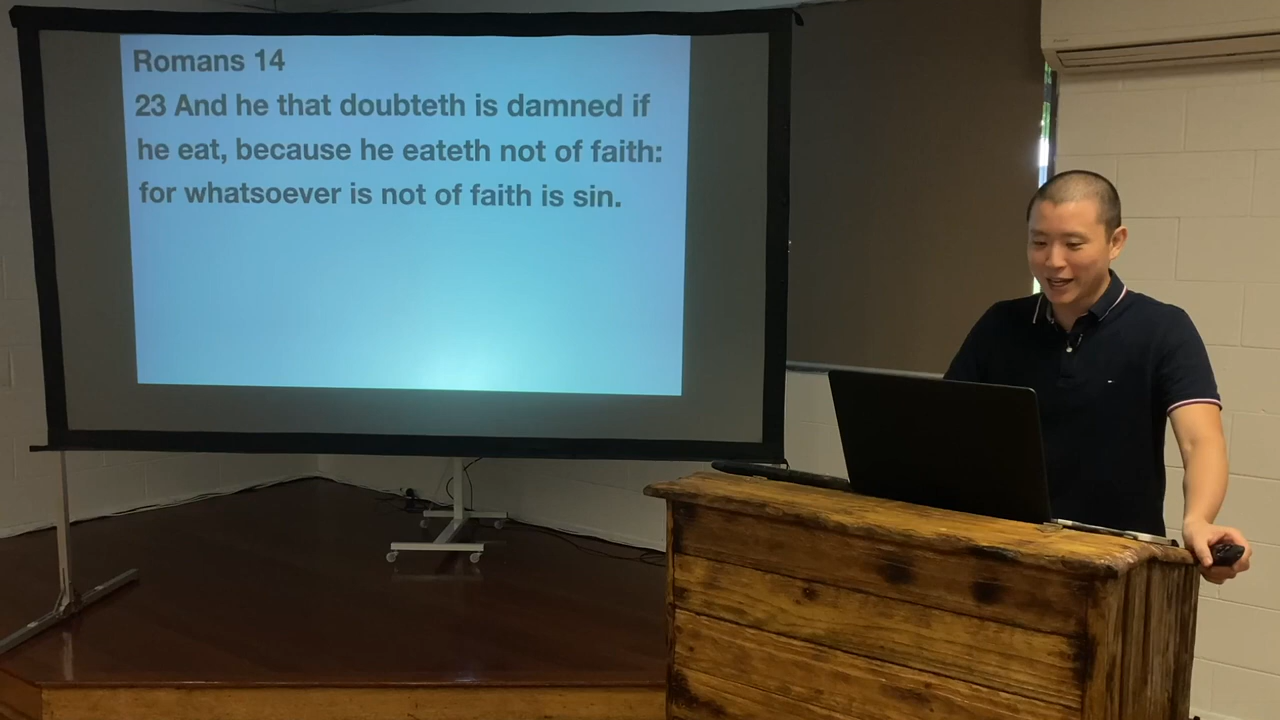 Romans 14
23 And he that doubteth is damned if
he eat, because he eateth not of faith:
for whatsoever is not of faith is sin.